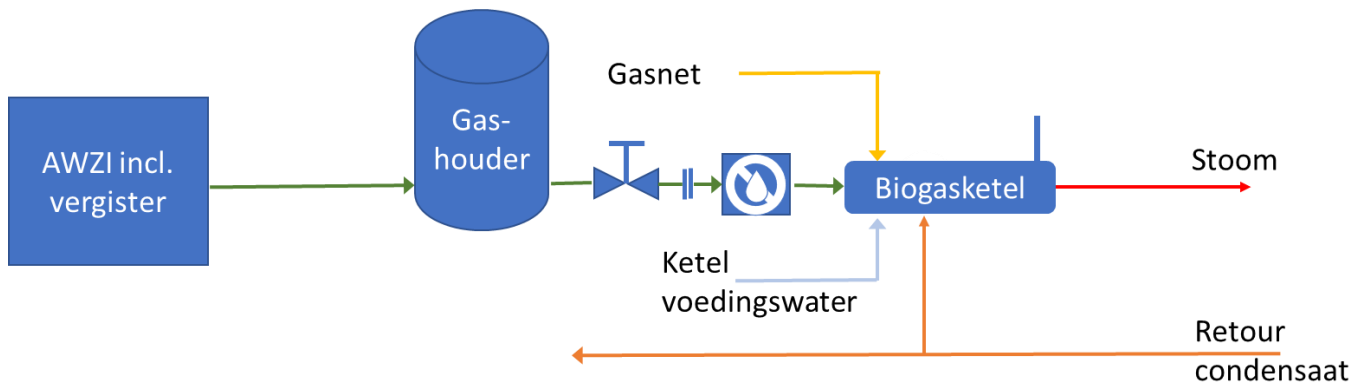 Gasnet
Gas-
houder
AWZI incl.
vergister
Stoom
Biogasketel
Ketel
voedingswater
Retour
condensaat